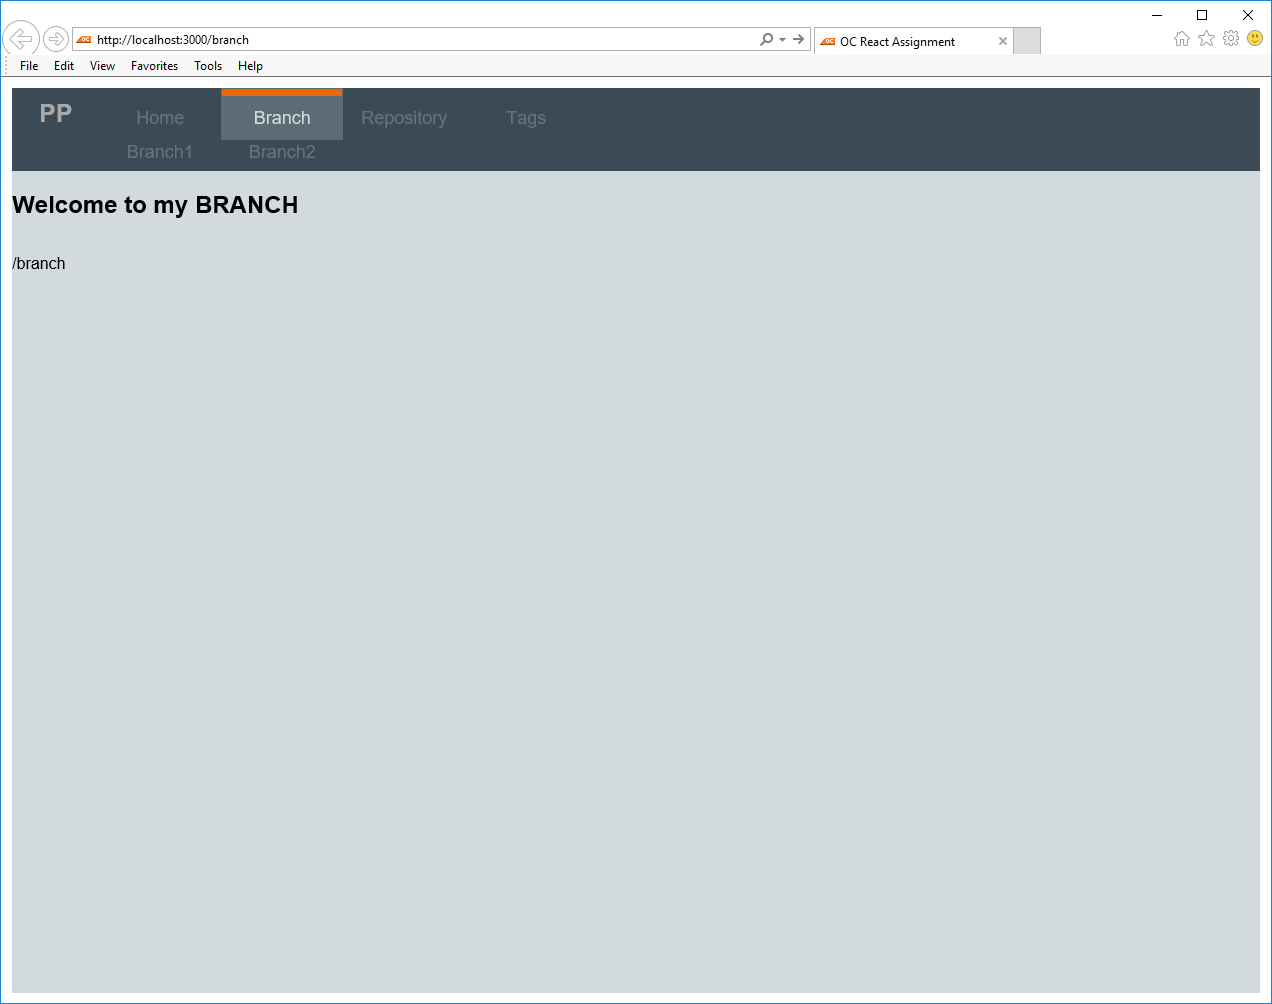 http://localhost:3000/branch
OC React Assignment
File Edit View Favorites Tools Help
PP Home Branch Repository Tags
Branch1 Branch2
Welcome to my BRANCH
/branch